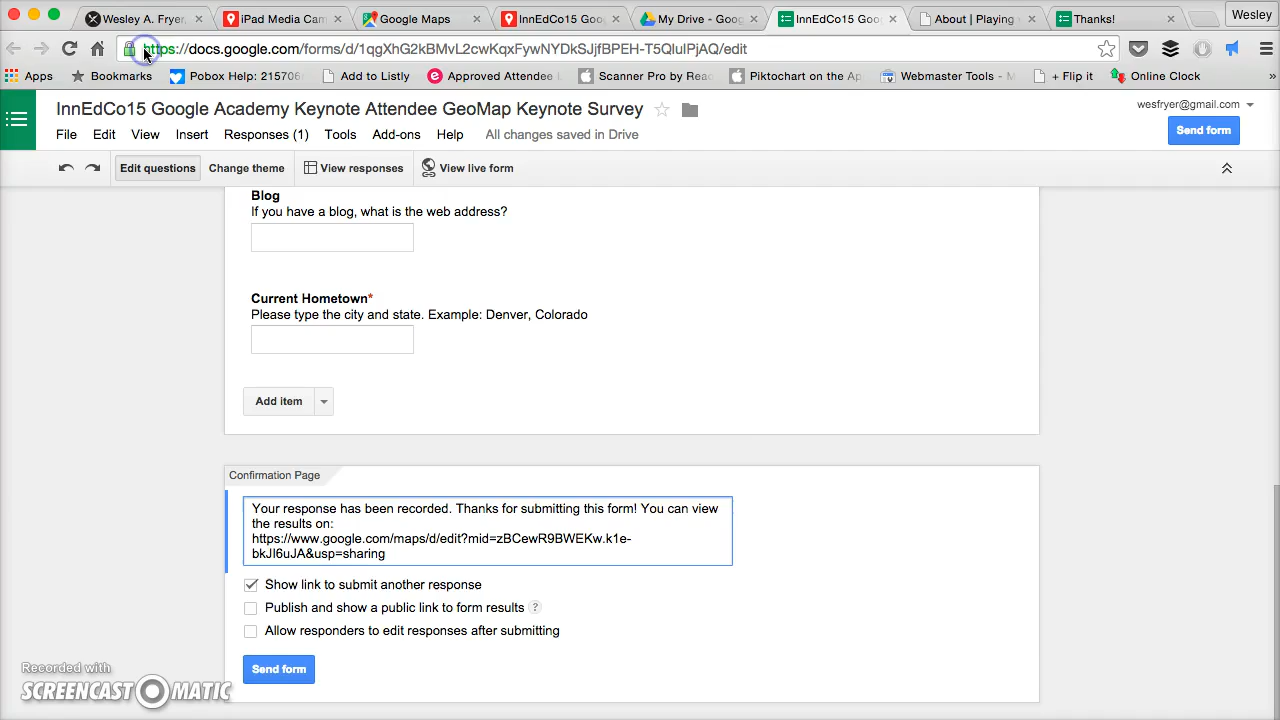 Wesley A. Fryer,
iPad Media Cam
Google Maps
InnEdCo15 Goo
My Drive - Goog
InnEdCo15 Goo
About | Playing
Thanks!
Wesley
https://docs.google.com/forms/d/1qgXhG2kBMvL2cwKqxFywNYDkSJjfBPEH-T5QluIPjAQ/edit
Apps
Bookmarks
Pobox Help: 21570
Add to Listly
Approved Attendee
Scanner Pro by Re
Piktochart on the Ap
Webmaster Tools - M
+ Flip it
Online Clock
»
InnEdCo15 Google Academy Keynote Attendee GeoMap Keynote Survey
wesfryer@gmail.com
File Edit View Insert Responses (1) Tools Add-ons Help All changes saved in Drive
Send form
Edit questions
Change theme
View responses
View live form
Blog
If you have a blog, what is the web address?
Current Hometown*
Please type the city and state. Example: Denver, Colorado
Add item
Confirmation Page
Your response has been recorded. Thanks for submitting this form! You can view
the results on:
https://www.google.com/maps/d/edit?mid=zBCewR9BWEKw.k1e-
bkJI6uJA&usp=sharing
Show link to submit another response
Publish and show a public link to form results ?
Allow responders to edit responses after submitting
Send form
Recorded with
SCREENCAST MATIC